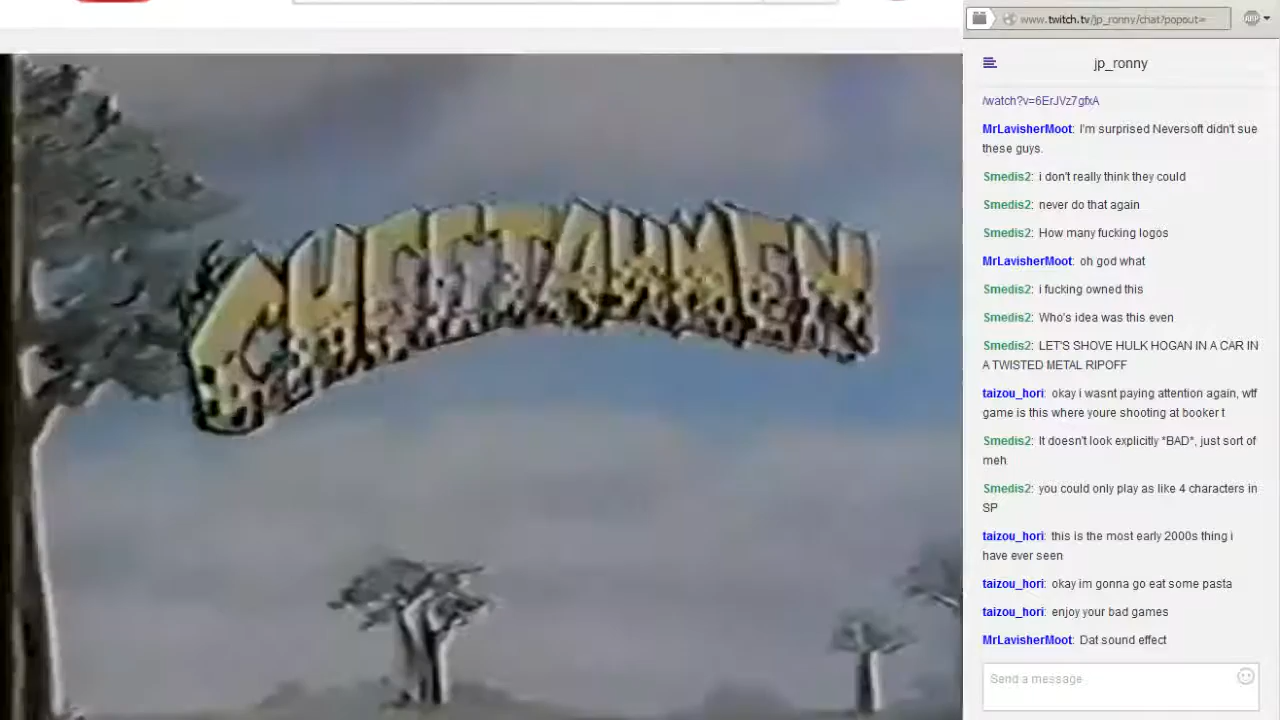 CHEETAHMEN
www.twitch.tv/jp_ronny/chat?popout=
ABP
jp_ronny
/watch?v=6ErJVz7gfxA
MrLavisherMoot: I'm surprised Neversoft didn't sue
these guys.
Smedis2: i don't really think they could
Smedis2: never do that again
Smedis2: How many fucking logos
MrLavisherMoot: oh god what
Smedis2: i fucking owned this
Smedis2: Who's idea was this even
Smedis2: LET'S SHOVE HULK HOGAN IN A CAR IN
A TWISTED METAL RIPOFF
taizou_hori: okay i wasnt paying attention again, wtf
game is this where youre shooting at booker t
Smedis2: It doesn't look explicitly *BAD*, just sort of
meh
Smedis2: you could only play as like 4 characters in
SP
taizou_hori: this is the most early 2000s thing i
have ever seen
taizou_hori: okay im gonna go eat some pasta
taizou_hori: enjoy your bad games
MrLavisherMoot: Dat sound effect
Send a message